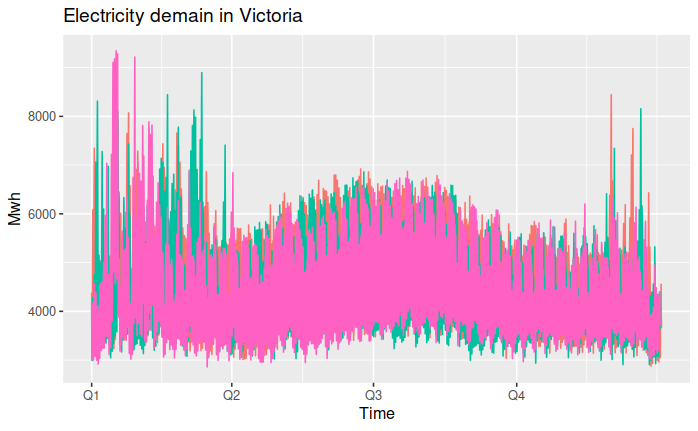 Electricity demain in Victoria
8000
6000
4000
Mwh
Q1 Q2 Q3 Q4
Time